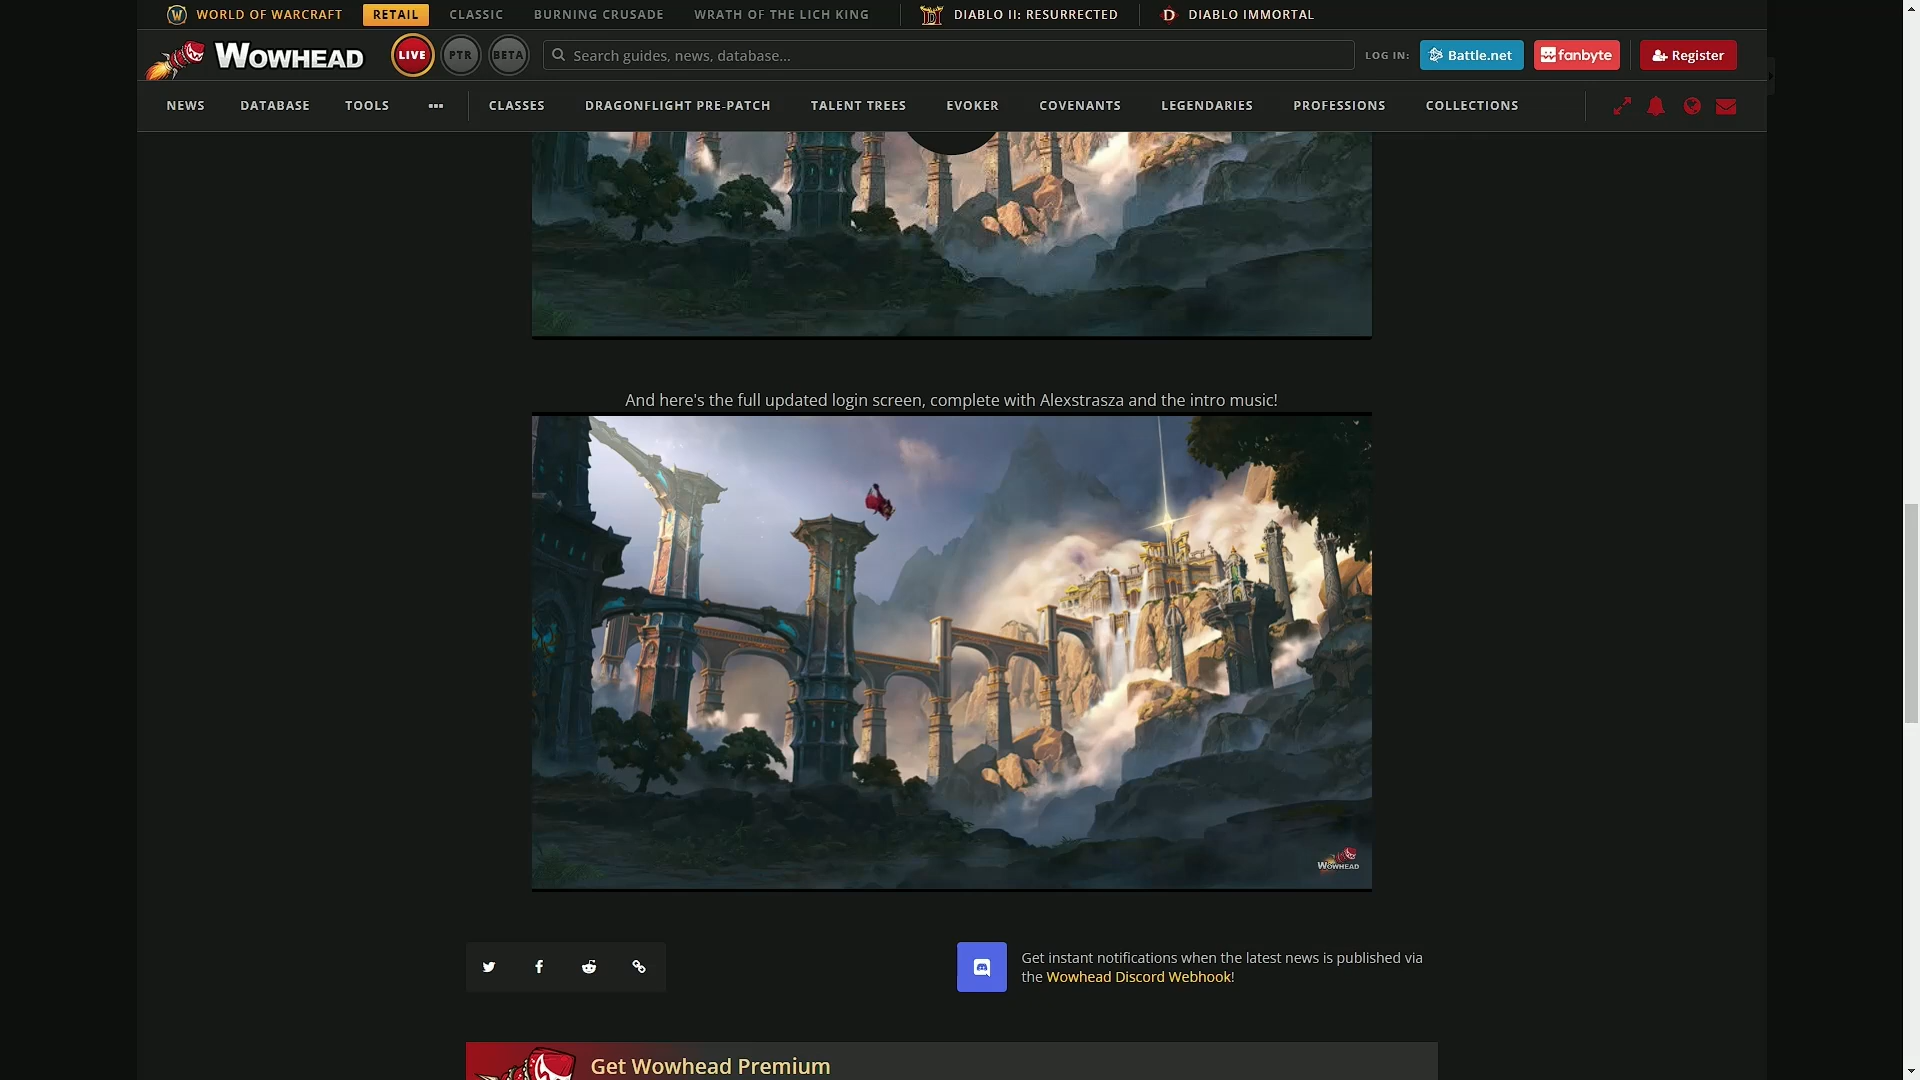 WORLD OF WARCRAFT RETAIL CLASSIC BURNING CRUSADE WRATH OF THE LICH KING DIABLO II: RESURRECTED DIABLO IMMORTAL
WOWHEAD LIVE PTR BETA Search guides, news, database... LOG IN: Battle.net fanbyte Register
NEWS DATABASE TOOLS ... CLASSES DRAGONFLIGHT PRE-PATCH TALENT TREES EVOKER COVENANTS LEGENDARIES PROFESSIONS COLLECTIONS
And here's the full updated login screen, complete with Alexstrasza and the intro music!
WOWHEAD
Get instant notifications when the latest news is published via
the Wowhead Discord Webhook!
Get Wowhead Premium